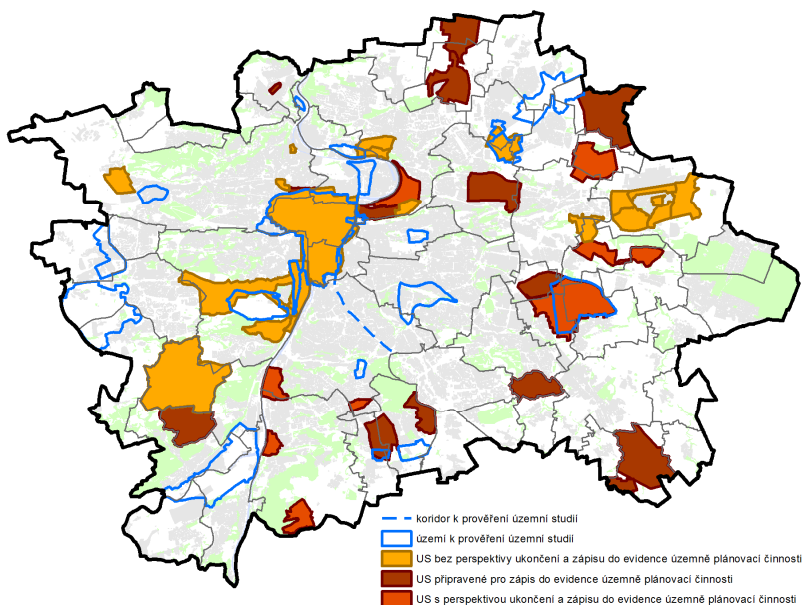 koridor k prověření územní studií
území k prověření územní studií
US bez perspektivy ukončení a zápisu do evidence územně plánovací činnosti
US připravené pro zápis do evidence územně plánovací činnosti
US s perspektivou ukončení a zápisu do evidence územně plánovací činnosti